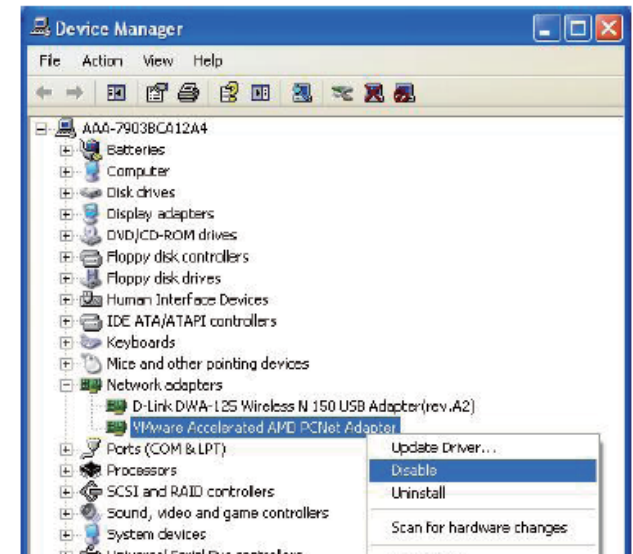 Device Manager
File Action View Help
AAA-7903BCA12A4
Batteries
Computer
Disk drives
Display adapters
DVD/CD-ROM drives
Floppy disk controllers
Floppy disk drives
Human Interface Devices
IDE ATA/ATAPI controllers
Keyboards
Mice and other pointing devices
Network adapters
D-Link DWA-125 Wireless N 150 USB Adapter(rev.A2)
VMware Accelerated AMD PCNet Adapter
Ports (COM & LPT)
Update Driver...
Processors
Disable
SCSI and RAID controllers
Uninstall
Sound, video and game controllers
Scan for hardware changes
System devices